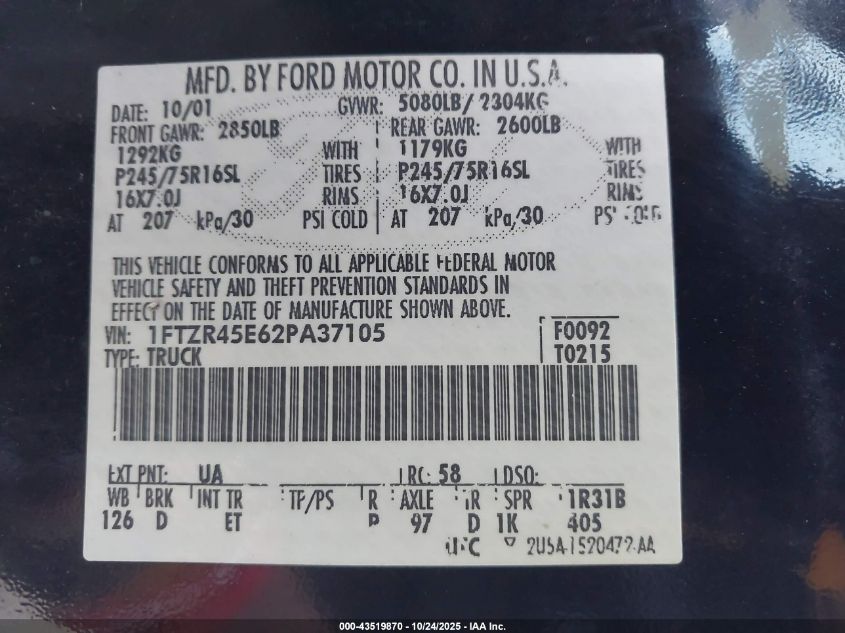 MFD. BY FORD MOTOR CO. IN U.S.A.
DATE: 10/01 GVWR: 5080LB/ 2304KG
FRONT GAWR: 2850LB REAR GAWR: 2600LB
1292KG WITH 1179KG WITH
P245/75R16SL TIRES P245/75R16SL TIRES
16X7.0J RIMS 16X7.0J RIMS
AT 207 kPa/30 PSI COLD AT 207 kPa/30 PSI COLD
THIS VEHICLE CONFORMS TO ALL APPLICABLE FEDERAL MOTOR
VEHICLE SAFETY AND THEFT PREVENTION STANDARDS IN
EFFECT ON THE DATE OF MANUFACTURE SHOWN ABOVE.
VIN: 1FTZR45E62PA37105 F0092
TYPE: TRUCK T0215
EXT PNT: UA RC: 58 DSO:
WB BRK INT TR TP/PS R AXLE TR SPR 1R31B
126 D ET 97 D 1K 405
UTC ▽ 2U5A-1520472-AA
000-43519870 - 10/24/2025 - IAA Inc.